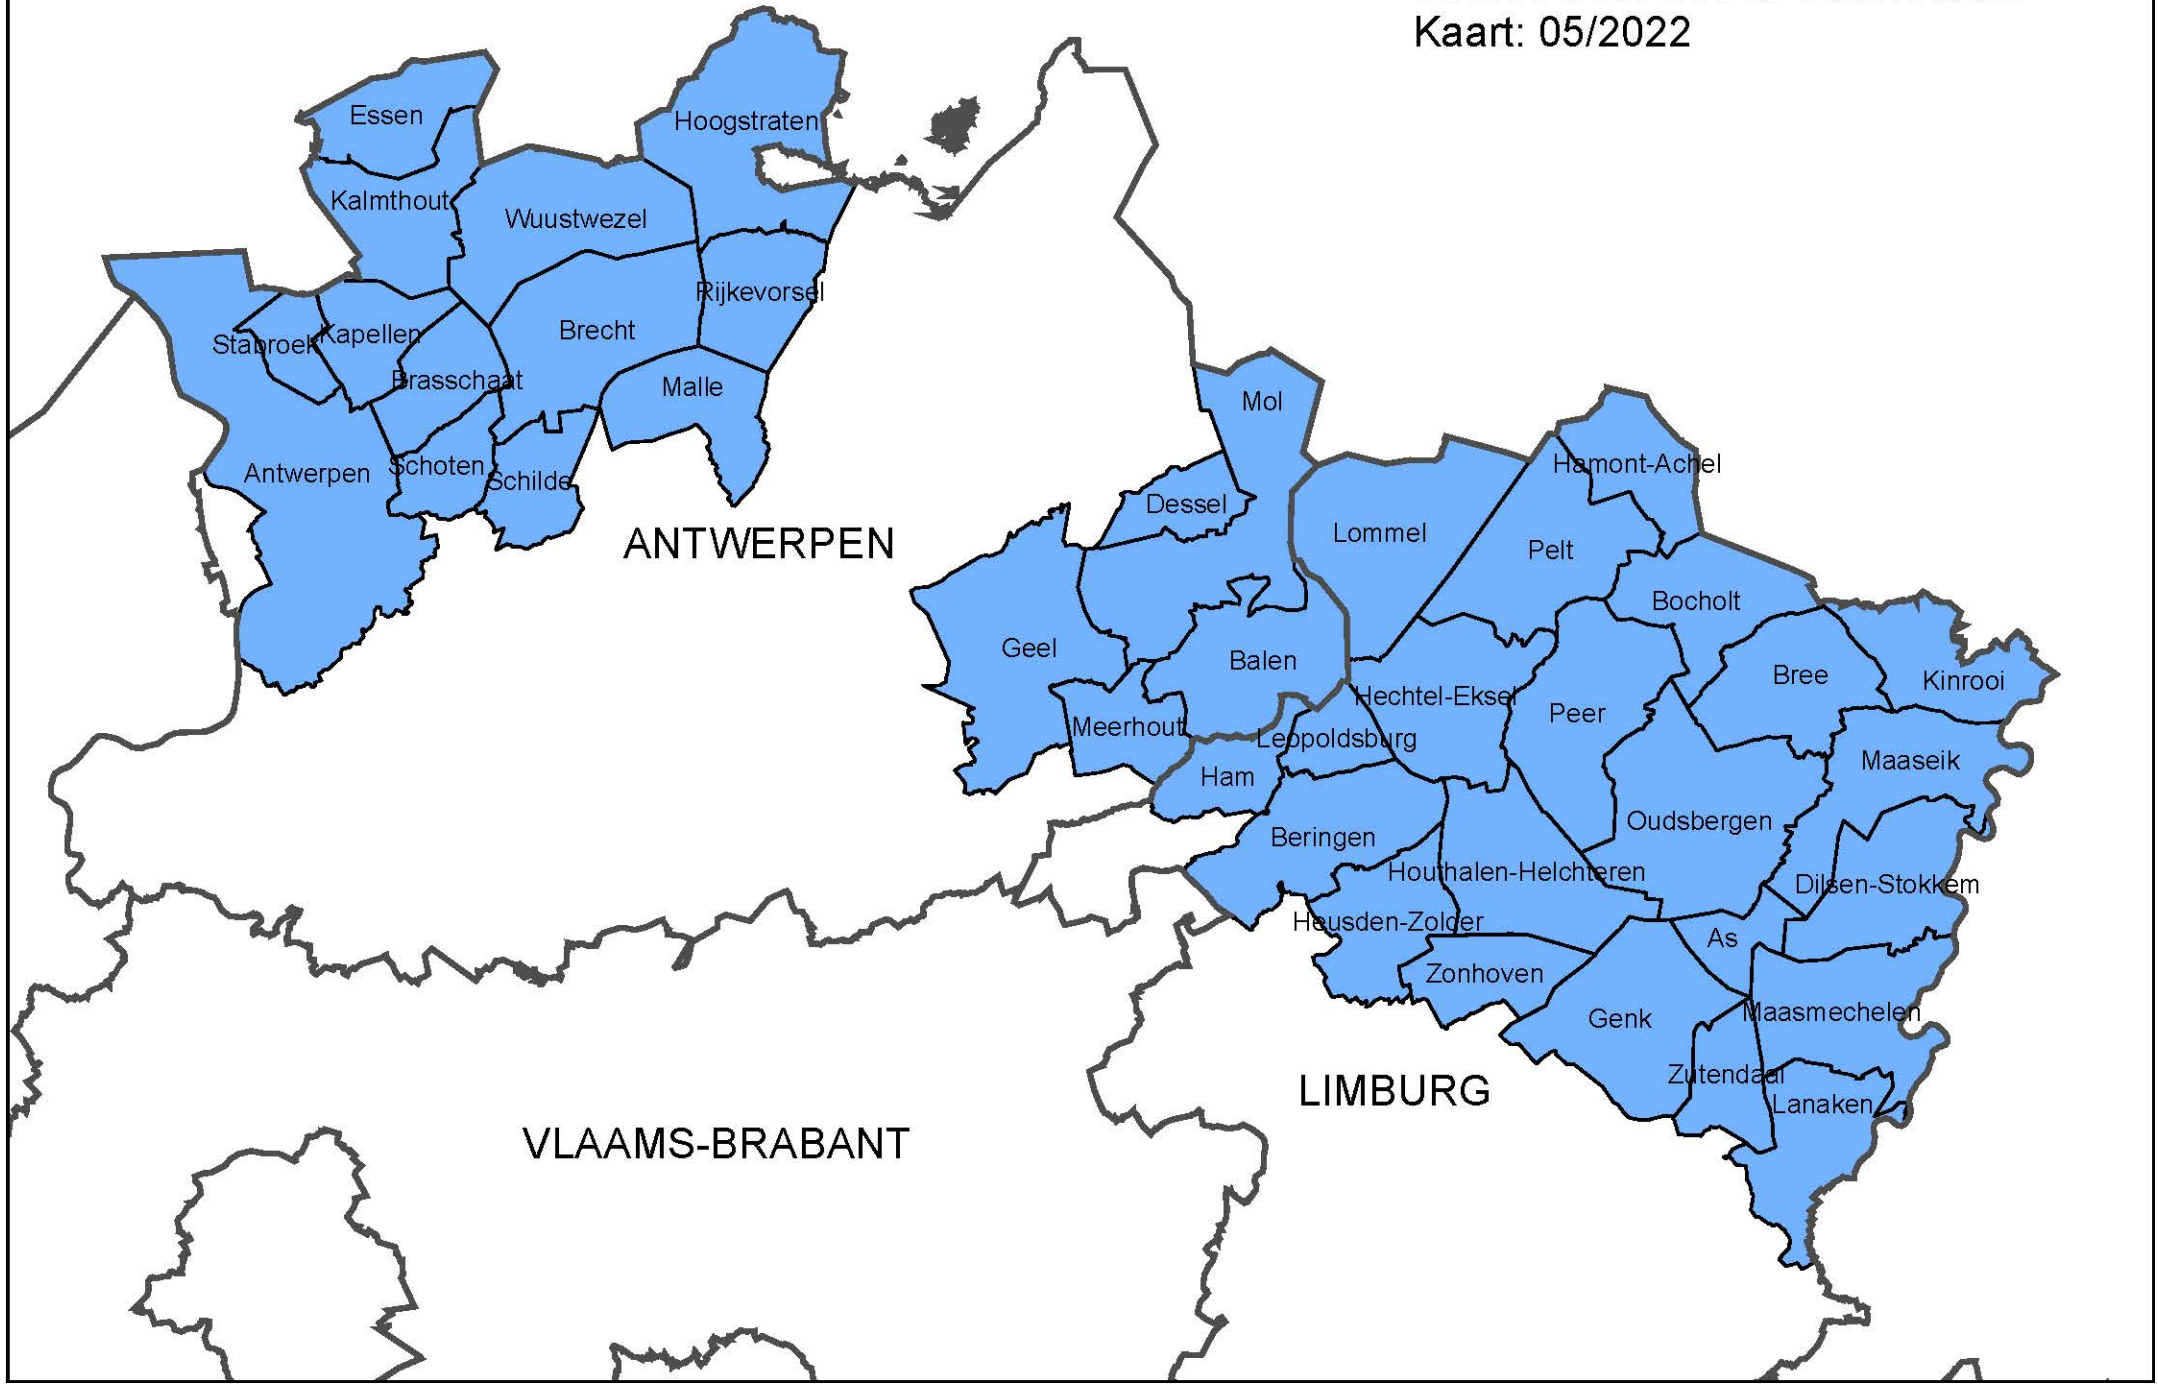 Kaart: 05/2022
Essen
Hoogstraten
Kalmthout
Wuustwezel
Rijkevorsel
Stabroek
Kapellen
Brecht
Brasschaat
Malle
Mol
Antwerpen
Schoten
Schilde
Hamont-Achel
Dessel
ANTWERPEN
Lommel
Pelt
Bocholt
Geel
Balen
Bree
Kinrooi
Hechtel-Eksel
Peer
Meerhout
Leopoldsburg
Maaseik
Ham
Oudsbergen
Beringen
Houthalen-Helchteren
Dilsen-Stokkem
Heusden-Zolder
As
Zonhoven
Genk
Maasmechelen
Zutendaal
LIMBURG
Lanaken
VLAAMS-BRABANT